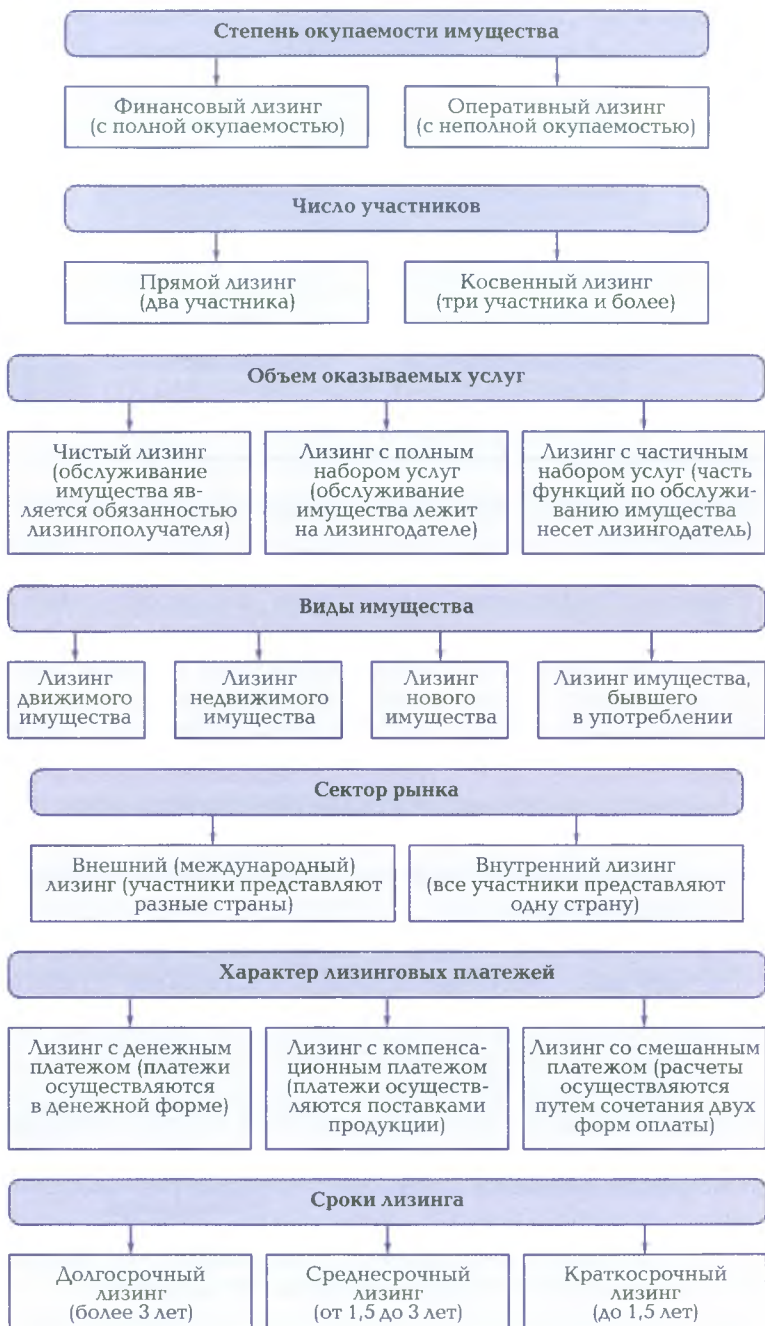 Степень окупаемости имущества
Финансовый лизинг
(с полной окупаемостью)
Оперативный лизинг
(с неполной окупаемостью)
Число участников
Прямой лизинг
(два участника)
Косвенный лизинг
(три участника и более)
Объем оказываемых услуг
Чистый лизинг
(обслуживание
имущества яв-
ляется обязанностью
лизингополучателя)
Лизинг с полным
набором услуг
(обслуживание
имущества лежит
на лизингодателе)
Лизинг с частичным
набором услуг (часть
функций по обслужи-
ванию имущества
несет лизингодатель)
Виды имущества
Лизинг
движимого
имущества
Лизинг
недвижимого
имущества
Лизинг
нового
имущества
Лизинг имущества,
бывшего
в употреблении
Сектор рынка
Внешний (международный)
лизинг (участники представляют
разные страны)
Внутренний лизинг
(все участники представляют
одну страну)
Характер лизинговых платежей
Лизинг с денежным
платежом (платежи
осуществляются
в денежной форме)
Лизинг с компенса-
ционным платежом
(платежи осуществ-
ляются поставками
продукции)
Лизинг со смешанным
платежом (расчеты
осуществляются
путем сочетания двух
форм оплаты)
Сроки лизинга
Долгосрочный
лизинг
(более 3 лет)
Среднесрочный
лизинг
(от 1,5 до 3 лет)
Краткосрочный
лизинг
(до 1,5 лет)